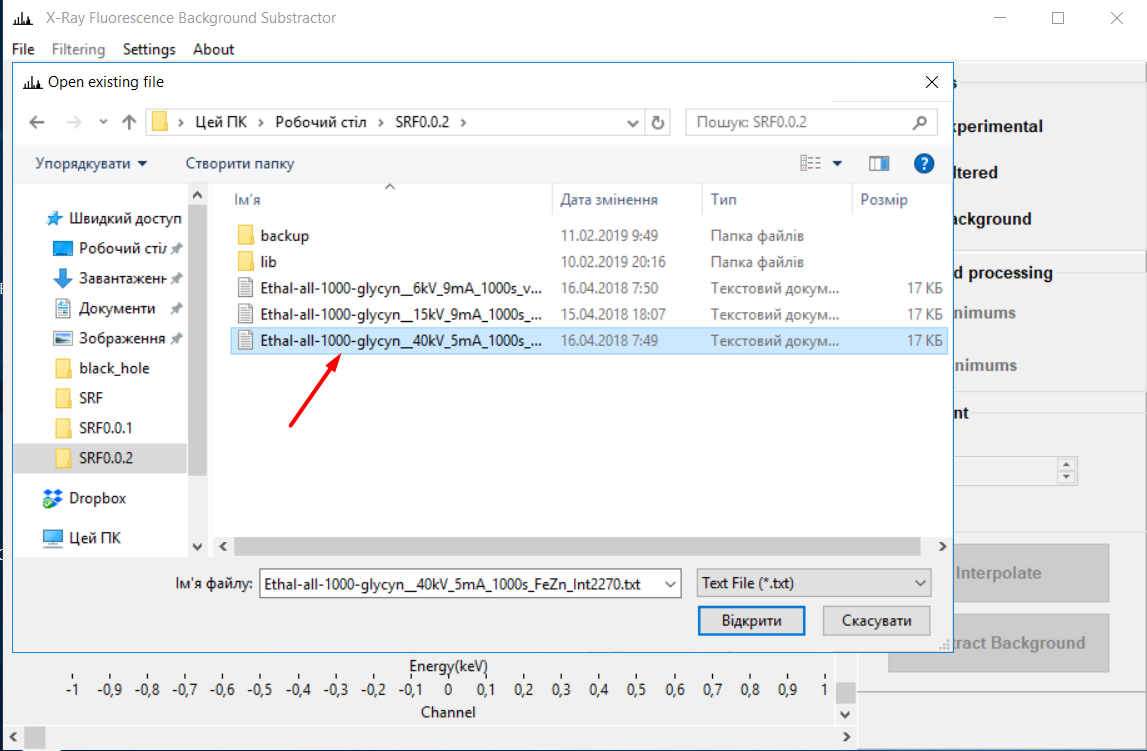 X-Ray Fluorescence Background Substractor
File Filtering Settings About
Open existing file
Цей ПК Робочий стіл SRF0.0.2
Пошук: SRF0.0.2
Упорядкувати Створити папку
Ім'я Дата змінення Тип Розмір
backup 11.02.2019 9:49 Папка файлів
lib 10.02.2019 20:16 Папка файлів
Ethal-all-1000-glycyn__6kV_9mA_1000s_v... 16.04.2018 7:50 Текстовий докум... 17 КБ
Ethal-all-1000-glycyn__15kV_9mA_1000s_... 15.04.2018 18:07 Текстовий докум... 17 КБ
Ethal-all-1000-glycyn__40kV_5mA_1000s_... 16.04.2018 7:49 Текстовий докум... 17 КБ
Швидкий доступ
Робочий стіл
Завантаженн
Документи
Зображення
black_hole
SRF
SRF0.0.1
SRF0.0.2
Dropbox
Цей ПК
Ім'я файлу: Ethal-all-1000-glycyn__40kV_5mA_1000s_FeZn_Int2270.txt Text File (*.txt)
Відкрити Скасувати
s
xperimental
ltered
ackground
d processing
nimums
nimums
nt
Interpolate
tract Background
Energy(keV)
-1 -0,9 -0,8 -0,7 -0,6 -0,5 -0,4 -0,3 -0,2 -0,1 0 0,1 0,2 0,3 0,4 0,5 0,6 0,7 0,8 0,9 1
Channel